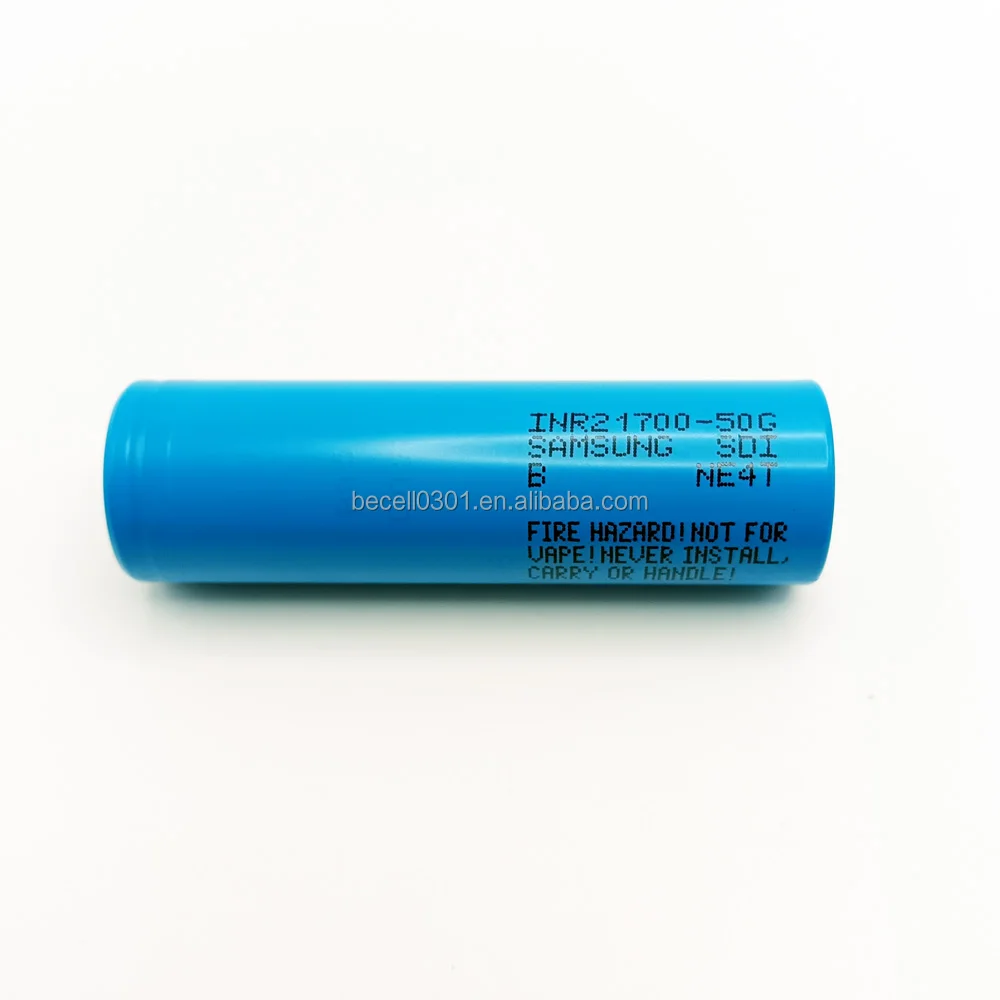 INR21700-50G
SAMSUNG SDI
B NE4T
becell0301.en.alibaba.com
FIRE HAZARD!NOT FOR
VAPE!NEVER INSTALL,
CARRY OR HANDLE!